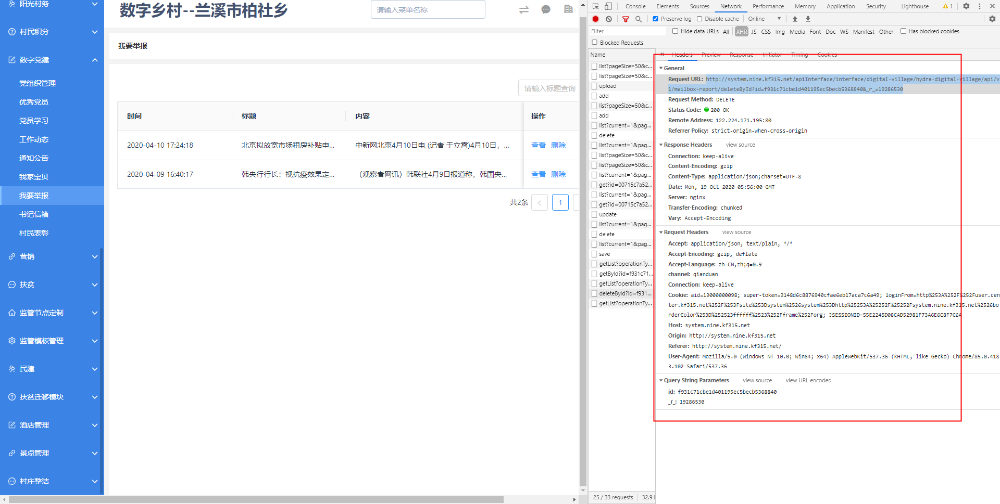 阳光村务
村民积分
数字党建
党组织管理
优秀党员
党员学习
工作动态
通知公告
我家宝贝
我要举报
书记信箱
村民表彰
营销
扶贫
监管节点定制
监管模板管理
民建
扶贫迁移模块
酒店管理
景点管理
村庄整洁
数字乡村--兰溪市柏社乡
请输入菜单名称
我要举报
请输入标题查询
时间 标题 内容 操作
2020-04-10 17:24:18 北京拟放宽市场租房补贴申... 中新网北京4月10日电 (记者 于立霄)4月10日，... 查看 删除
2020-04-09 16:40:17 韩央行行长：视抗疫效果定... （观察者网讯）韩联社4月9日报道称，韩国央... 查看 删除
共2条 < 1
Console Elements Sources Network Performance Memory Application Security Lighthouse 1
Preserve log Disable cache Online
Filter Hide data URLs All XHR JS CSS Img Media Font Doc WS Manifest Other Has blocked cookies
Blocked Requests
Name
list?pageSize=50&c...
list?pageSize=50&c...
upload
add
list?pageSize=50&c...
add
list?current=1&pag...
delete
list?current=1&pag...
list?pageSize=50&c...
list?pageSize=50&c...
list?current=1&pag...
get?id=00715c7a52...
list?current=1&pag...
get?id=00715c7a52...
update
list?current=1&pag...
delete
list?current=1&pag...
save
getList?operationTy...
getById?id=f931c71...
getList?operationTy...
deleteById?id=f931...
getList?operationTy...
25 / 33 requests 32.9
× Headers Preview Response Initiator Timing Cookies
General
Request URL: http://system.nine.kf315.net/apiInterface/interface/digital-village/hydra-digital-village/api/v
1/mailbox-report/deleteById?id=f931c71cbe1d401195ec5becb5368840&_r_=19286530
Request Method: DELETE
Status Code: 200 OK
Remote Address: 122.224.171.195:80
Referrer Policy: strict-origin-when-cross-origin
Response Headers view source
Connection: keep-alive
Content-Encoding: gzip
Content-Type: application/json;charset=UTF-8
Date: Mon, 19 Oct 2020 05:56:00 GMT
Server: nginx
Transfer-Encoding: chunked
Vary: Accept-Encoding
Request Headers view source
Accept: application/json, text/plain, */*
Accept-Encoding: gzip, deflate
Accept-Language: zh-CN,zh;q=0.9
channel: qianduan
Connection: keep-alive
Cookie: aid=13000000098; super-token=3148d6c8876940cfae6eb17aca7c6a49; loginFrom=http%253A%252F%252Fuser.cen
ter.kf315.net%252F%253Fsite%253Dsystem%2526system%253Dhttp%25253A%25252F%25252Fsystem.nine.kf315.net%2526bo
rderColor%253D%252523ffffff%2523%252Fframe%252Forg; JSESSIONID=55E2245D08CAD52981F73A6E6C8F7C6A
Host: system.nine.kf315.net
Origin: http://system.nine.kf315.net
Referer: http://system.nine.kf315.net/
User-Agent: Mozilla/5.0 (Windows NT 10.0; Win64; x64) AppleWebKit/537.36 (KHTML, like Gecko) Chrome/85.0.418
3.102 Safari/537.36
Query String Parameters view source view URL encoded
id: f931c71cbe1d401195ec5becb5368840
_r_: 19286530